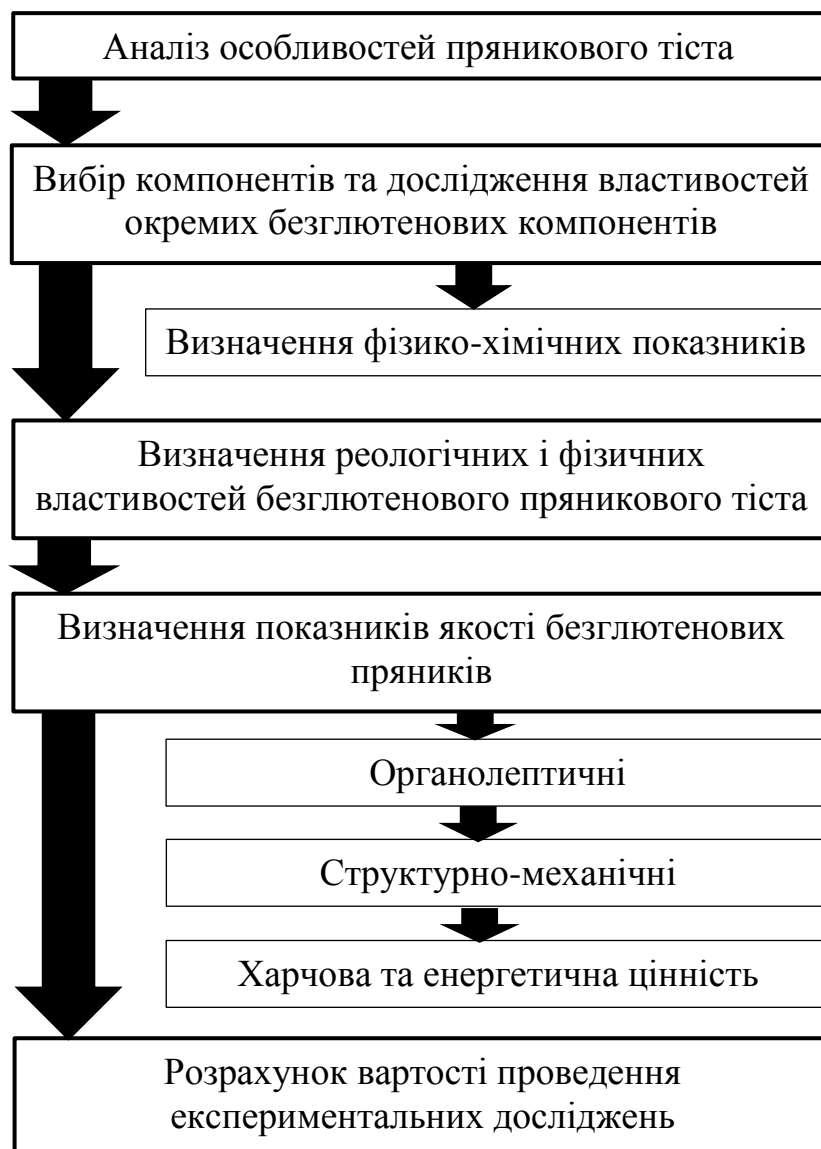 Аналіз особливостей пряникового тіста
Вибір компонентів та дослідження властивостей
окремих безглютенових компонентів
Визначення фізико-хімічних показників
Визначення реологічних і фізичних
властивостей безглютенового пряникового тіста
Визначення показників якості безглютенових
пряників
Органолептичні
Структурно-механічні
Харчова та енергетична цінність
Розрахунок вартості проведення
експериментальних досліджень